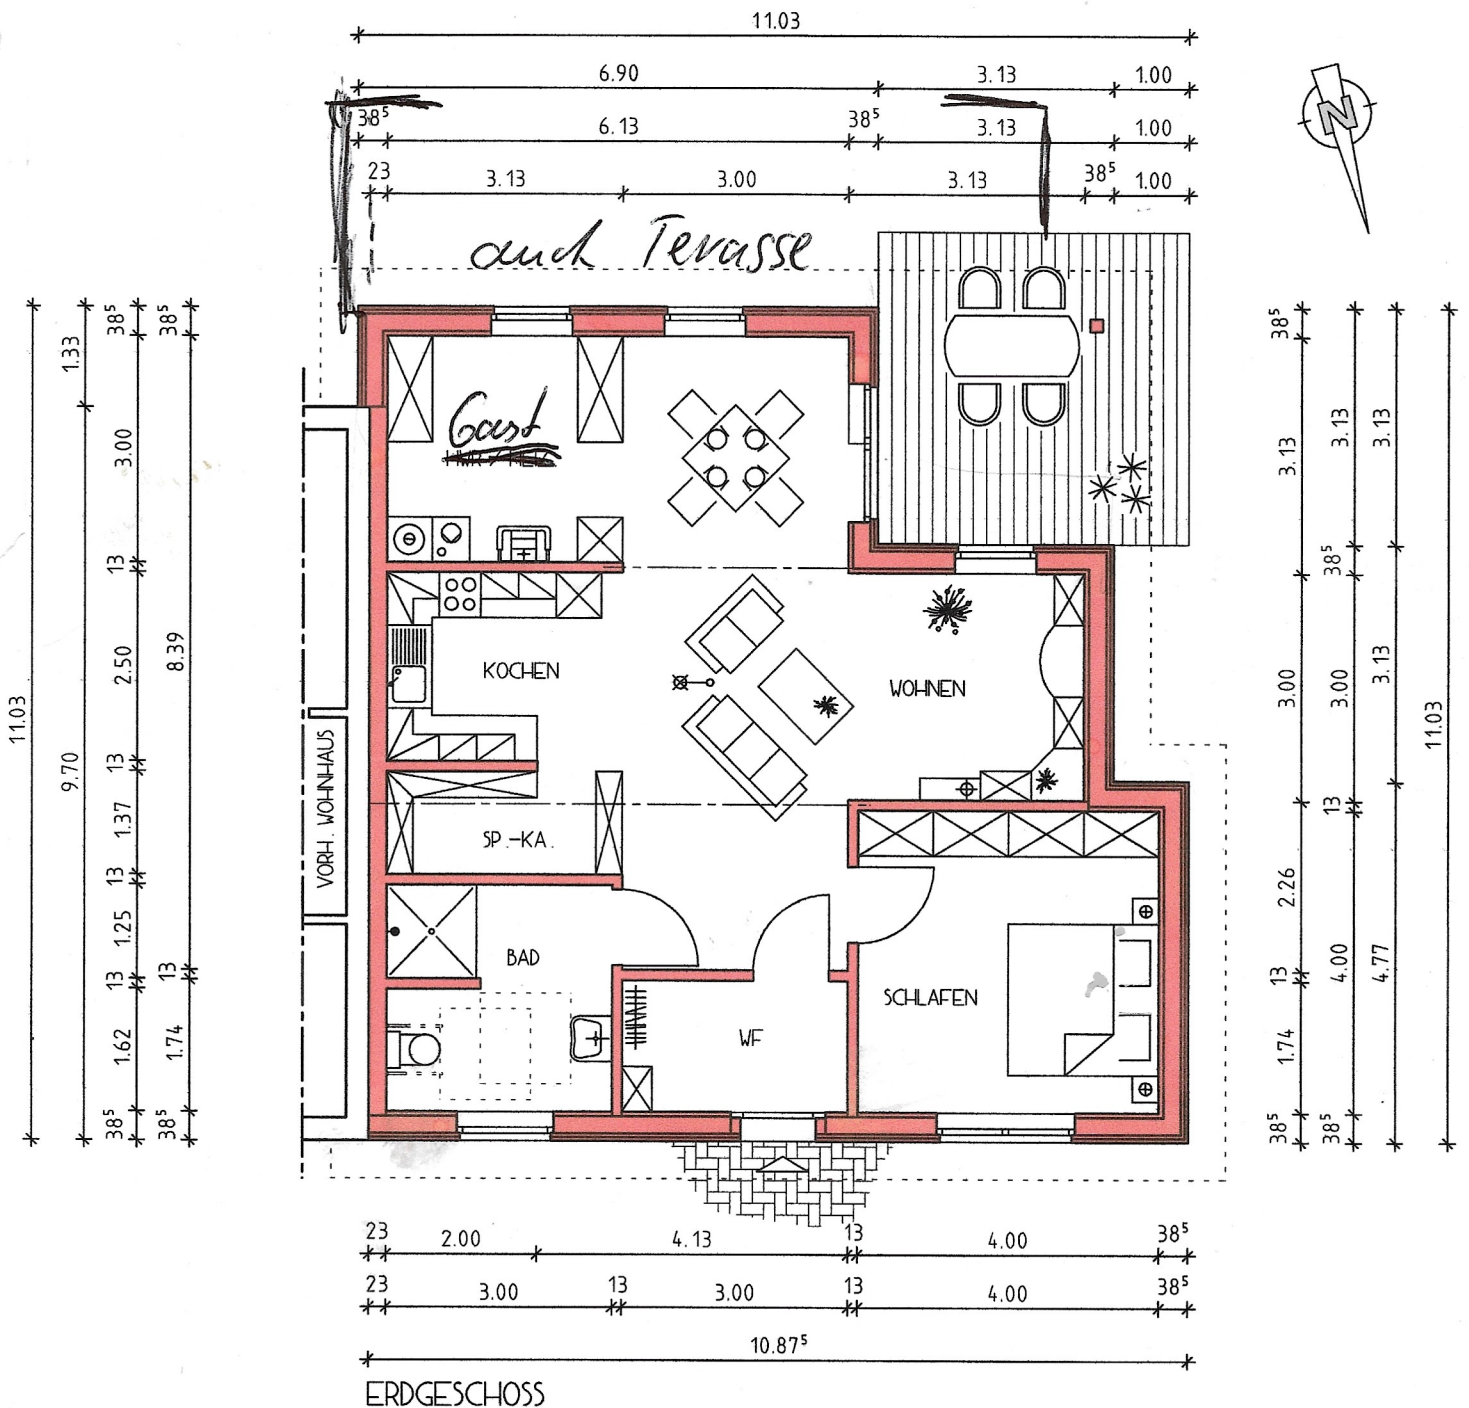 11.03
6.90 3.13 1.00
38⁵ 6.13 38⁵ 3.13 1.00
23 3.13 3.00 3.13 38⁵ 1.00
N
auch Terasse
11.03
1.33 9.70
38⁵ 3.00 13 2.50 13 1.37 13 1.25 13 1.62 38⁵
38⁵ 8.39 13 1.74 38⁵
Gast
KOCHEN
WOHNEN
VORH. WOHNHAUS
SP.-KA.
BAD
SCHLAFEN
WF
38⁵ 3.13 3.00 2.26 13 1.74 38⁵
3.13 38⁵ 3.00 13 4.00 38⁵
3.13 3.13 4.77
11.03
23 2.00 4.13 13 4.00 38⁵
23 3.00 13 3.00 13 4.00 38⁵
10.87⁵
ERDGESCHOSS